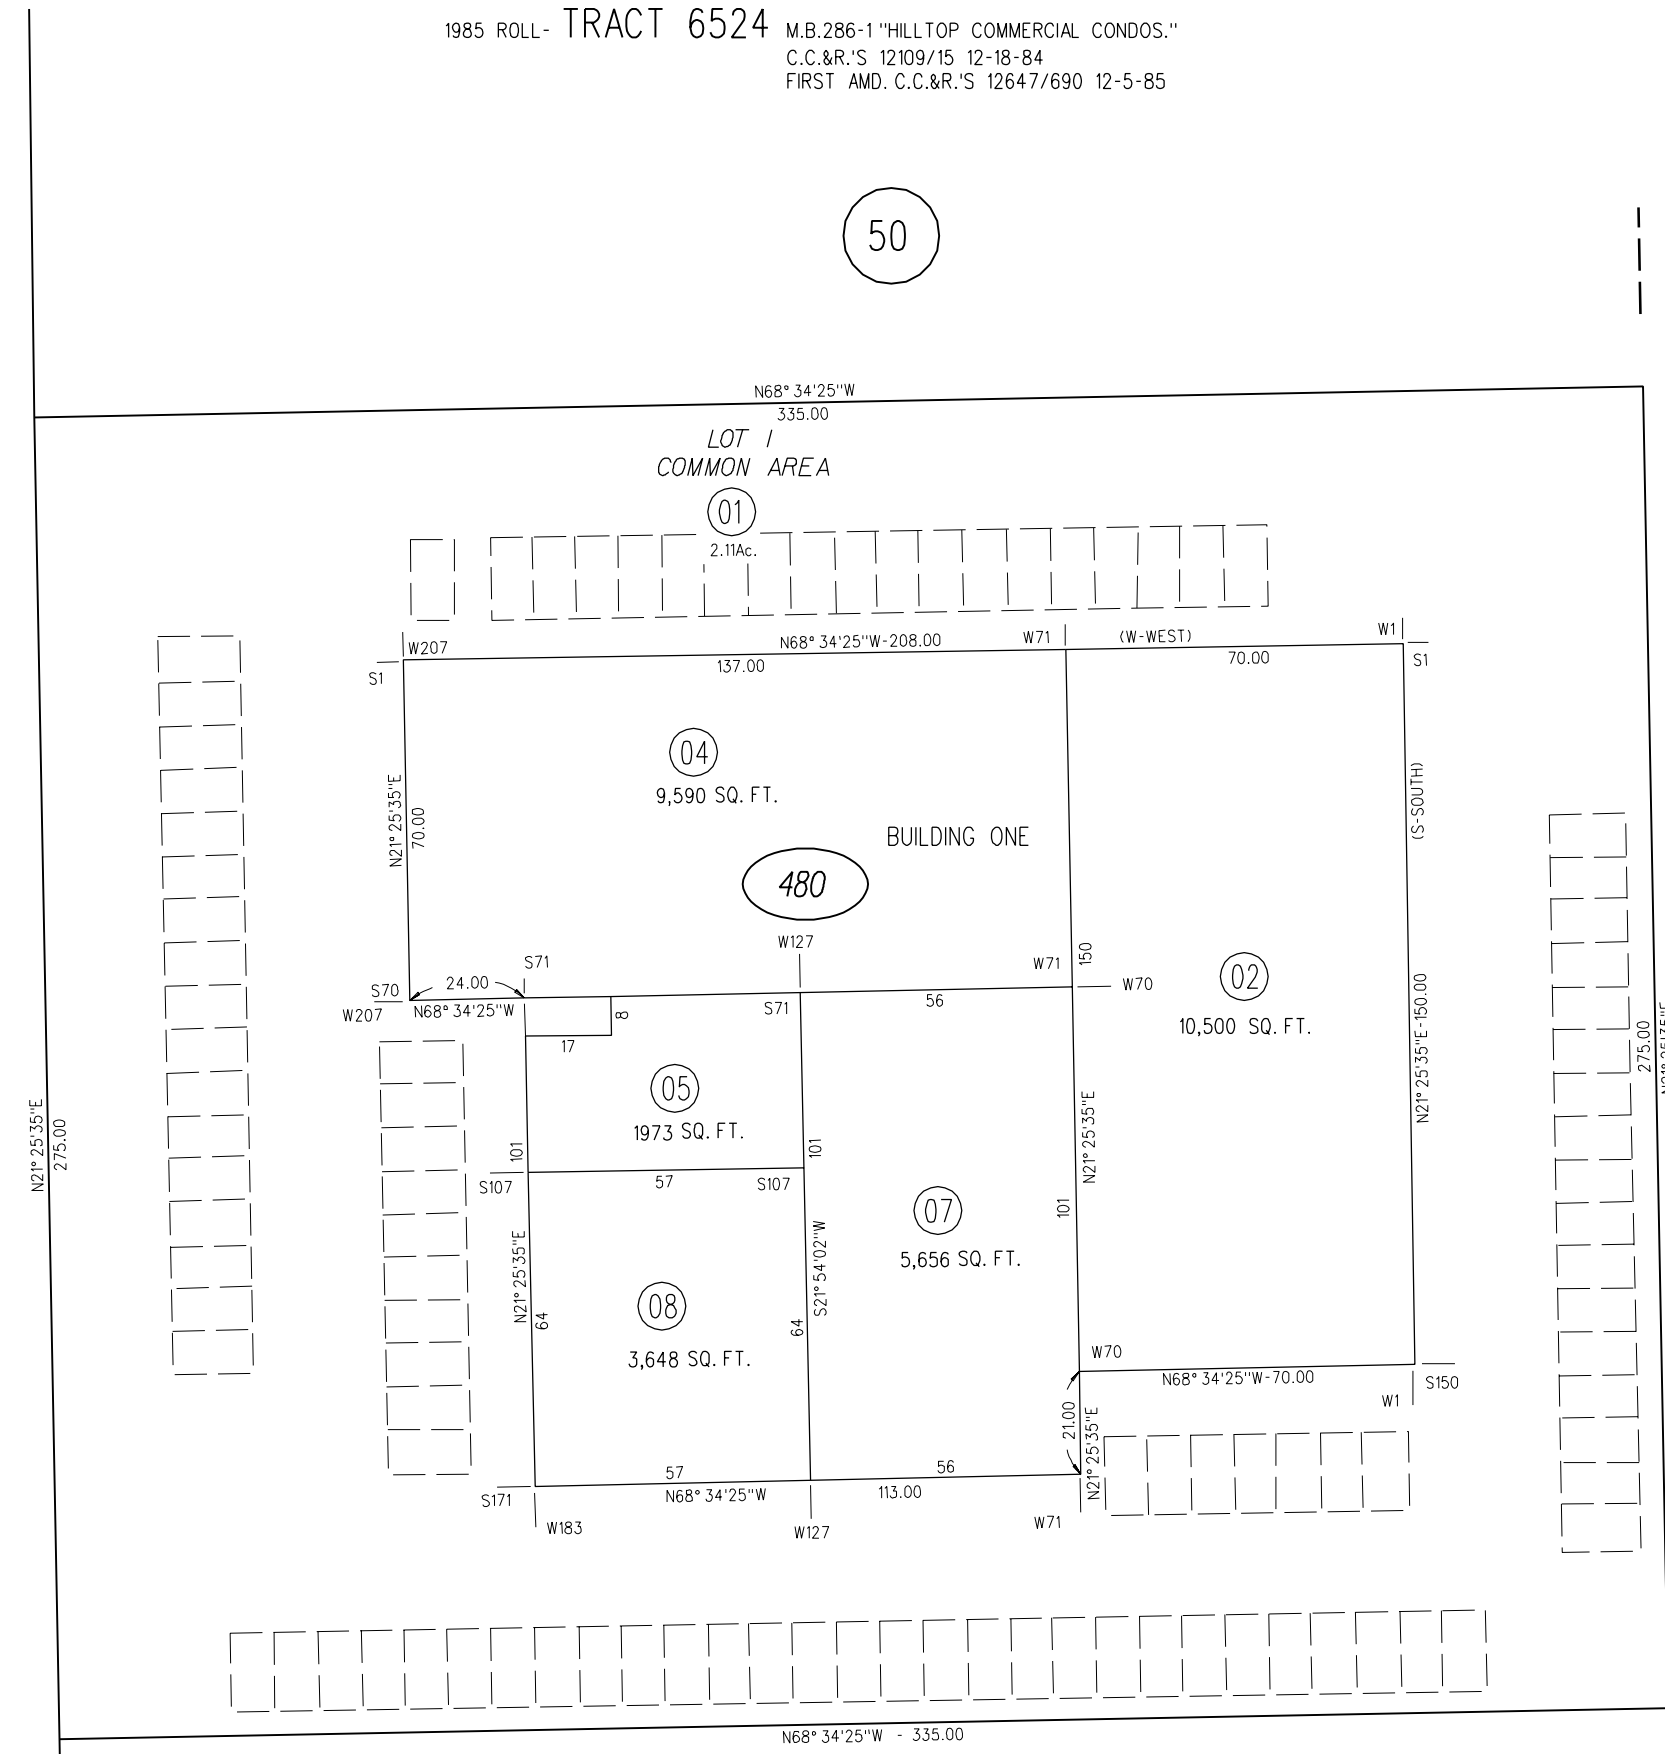 1985 ROLL- TRACT 6524 M.B.286-1 "HILLTOP COMMERCIAL CONDOS."
C.C.&R.'S 12109/15 12-18-84
FIRST AMD. C.C.&R.'S 12647/690 12-5-85
50
N68° 34'25"W
335.00
LOT 1
COMMON AREA
01
2.11Ac.
W207
N68° 34'25"W-208.00
W71
(W-WEST)
W1
S1
137.00
70.00
S1
04
9,590 SQ. FT.
N21° 25'35"E
70.00
BUILDING ONE
480
(S-SOUTH)
W127
S71
W71
150
W70
02
10,500 SQ. FT.
S70
24.00
W207
N68° 34'25"W
S71
56
8
17
05
1973 SQ. FT.
N21° 25'35"E-150.00
275.00
N21° 25'35"E
N21° 25'35"E
275.00
101
101
N21° 25'35"E
S107
57
S107
101
07
5,656 SQ. FT.
N21° 25'35"E
64
S21° 54'02"W
64
08
3,648 SQ. FT.
W70
N68° 34'25"W-70.00
S150
W1
21.00
N21° 25'35"E
57
56
S171
N68° 34'25"W
113.00
W183
W127
W71
N68° 34'25"W - 335.00